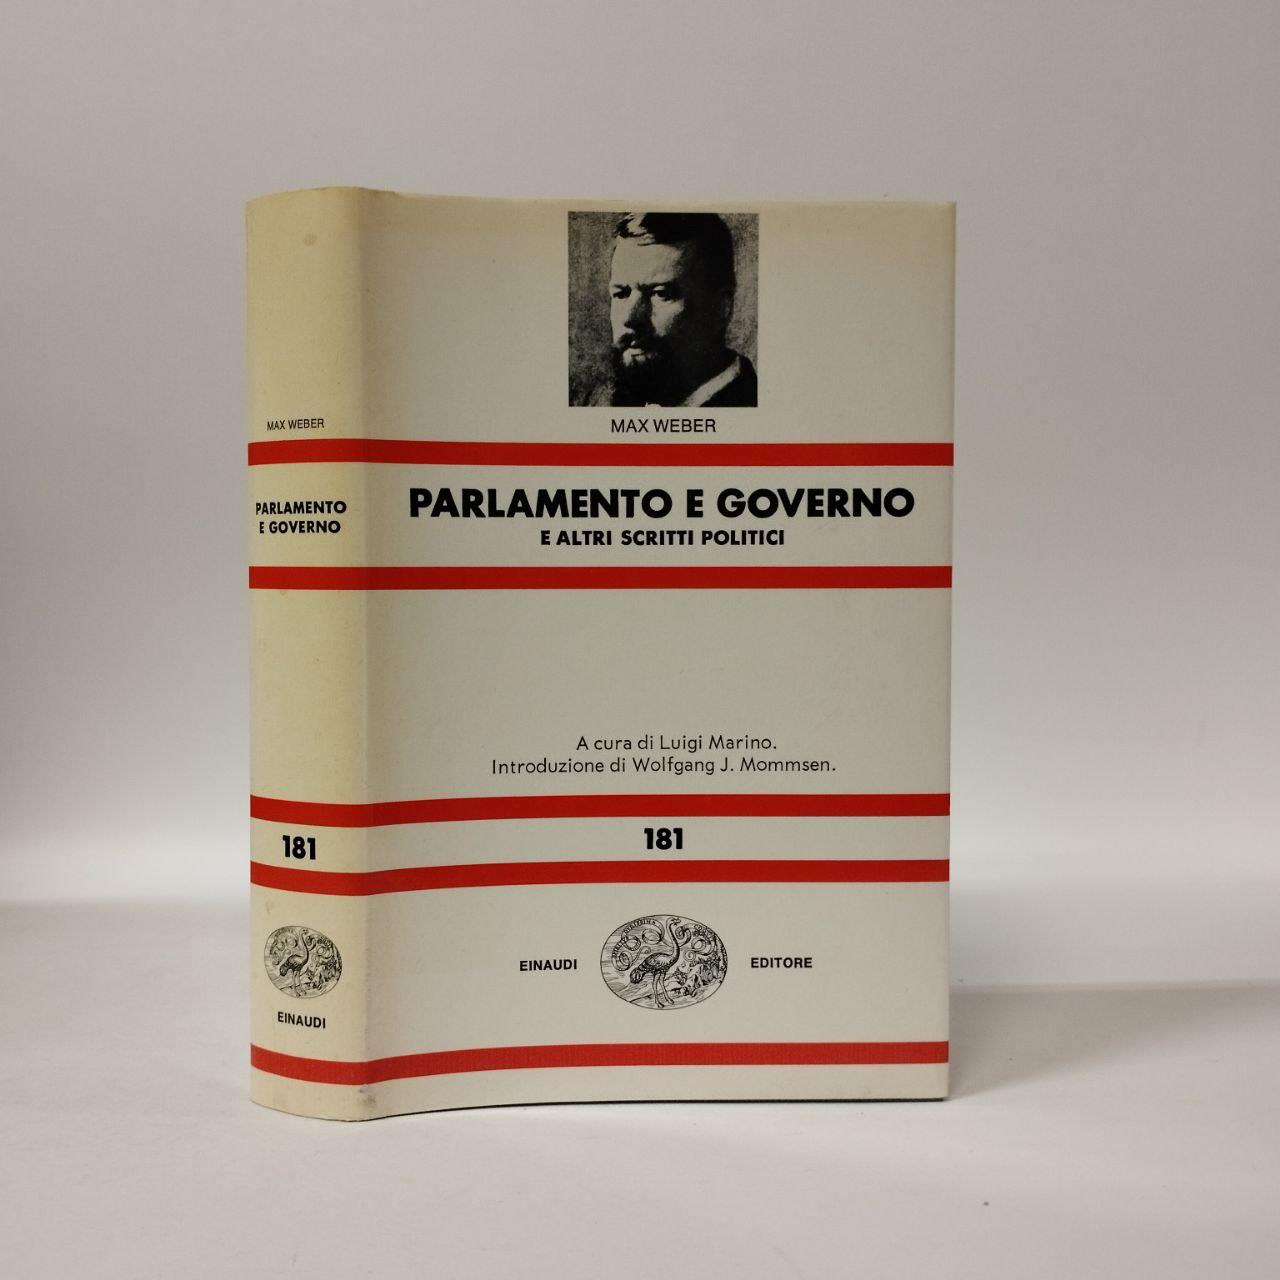 MAX WEBER
PARLAMENTO
E GOVERNO
181
EINAUDI
MAX WEBER
PARLAMENTO E GOVERNO
E ALTRI SCRITTI POLITICI
A cura di Luigi Marino.
Introduzione di Wolfgang J. Mommsen.
181
EINAUDI EDITORE